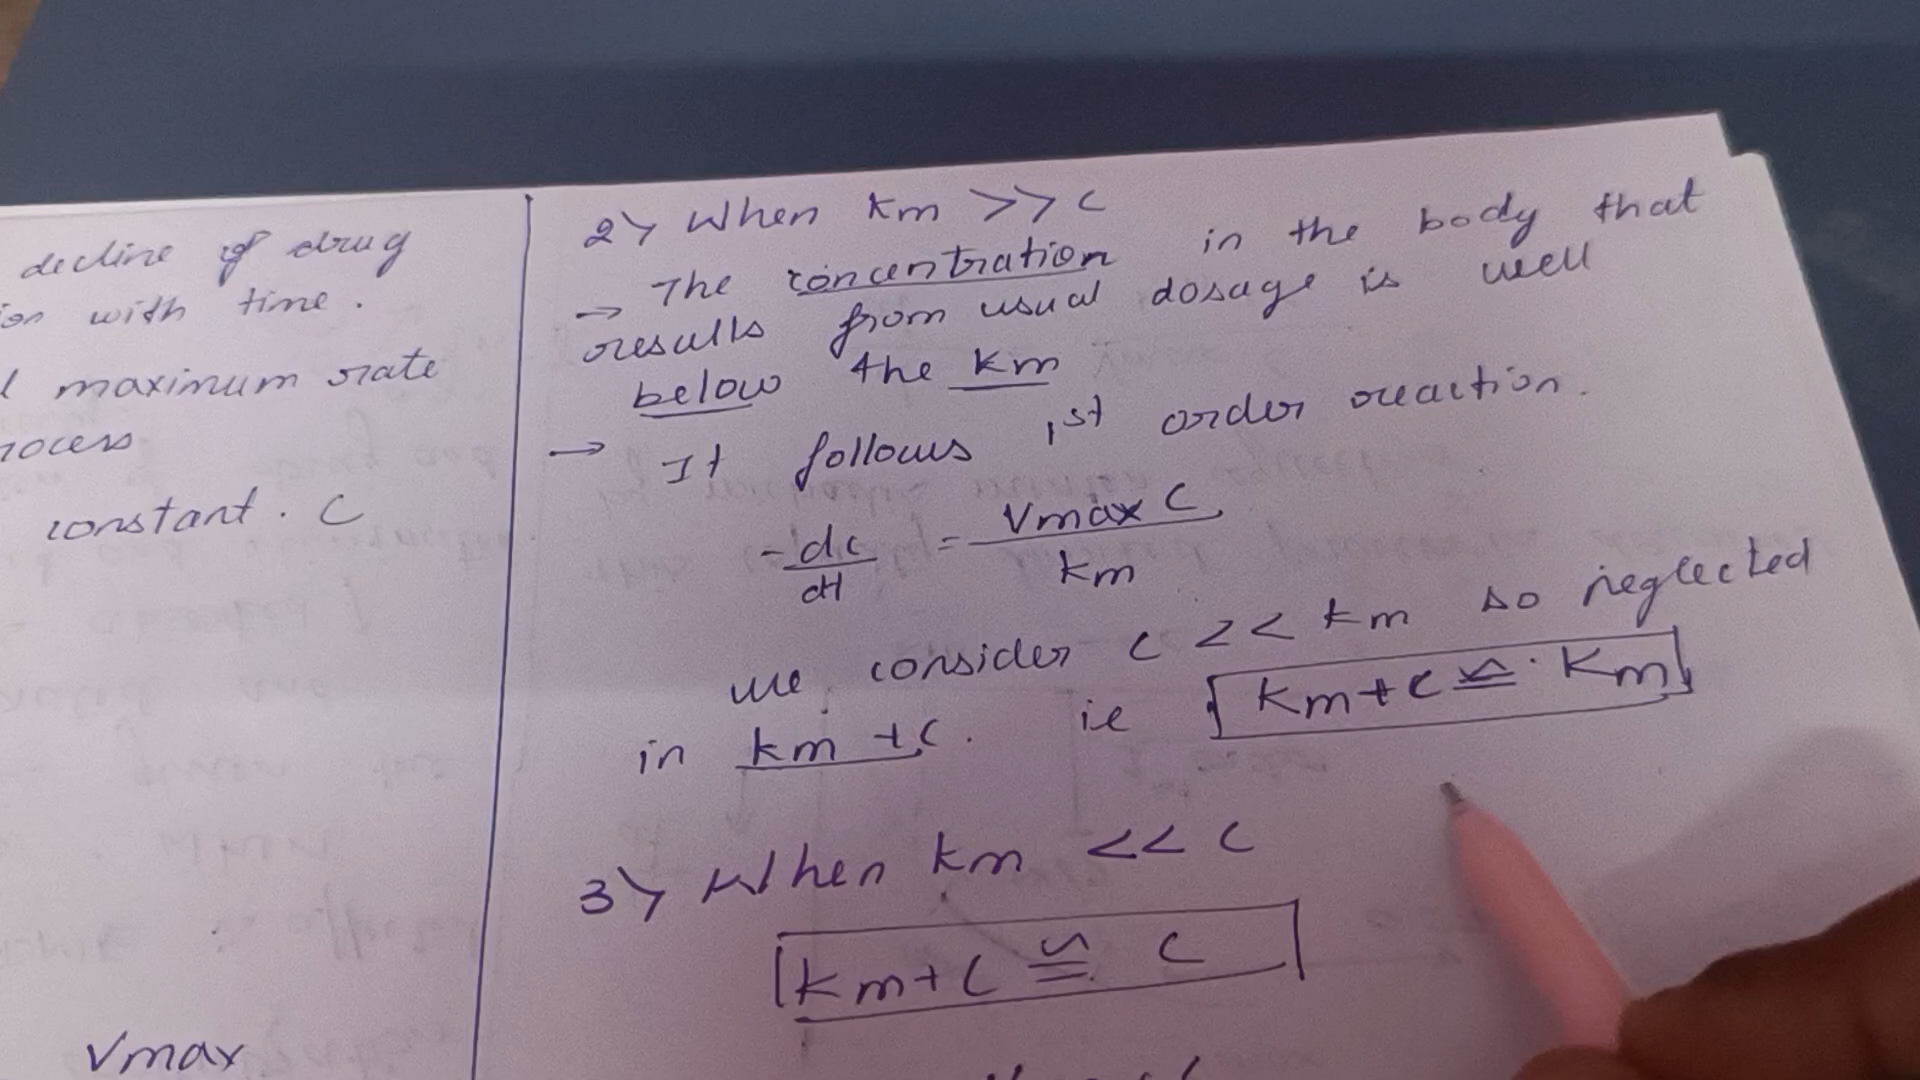 decline of drug
with time.
maximum rate
constant. C
Vmax
2) When Km >> C
→ The concentration in the body that
results from usual dosage is well
below the Km
→ It follows 1st order reaction.
-dc/dt = Vmax C/Km
we consider C << Km so neglected
in Km + C. ie Km + C ≅ Km
3) When Km << C
Km + C ≅ C